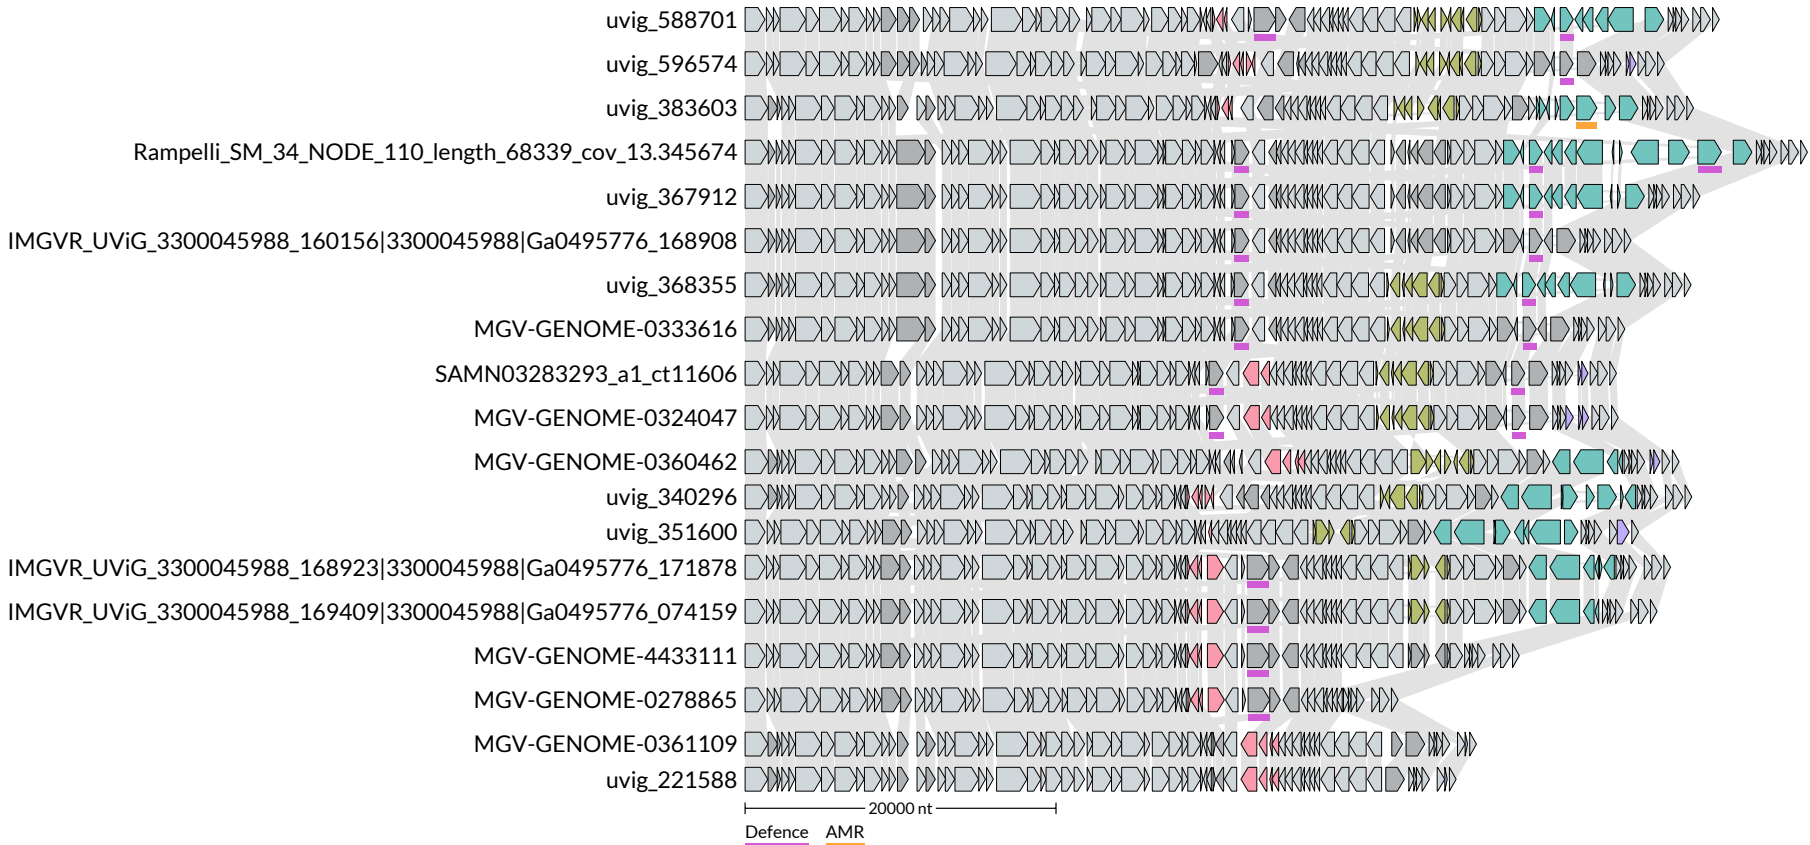 uvig_588701
uvig_596574
uvig_383603
Rampelli_SM_34_NODE_110_length_68339_cov_13.345674
uvig_367912
IMGVR_UViG_3300045988_160156|3300045988|Ga0495776_168908
uvig_368355
MGV-GENOME-0333616
SAMN03283293_a1_ct11606
MGV-GENOME-0324047
MGV-GENOME-0360462
uvig_340296
uvig_351600
IMGVR_UViG_3300045988_168923|3300045988|Ga0495776_171878
IMGVR_UViG_3300045988_169409|3300045988|Ga0495776_074159
MGV-GENOME-4433111
MGV-GENOME-0278865
MGV-GENOME-0361109
uvig_221588
20000 nt
Defence AMR